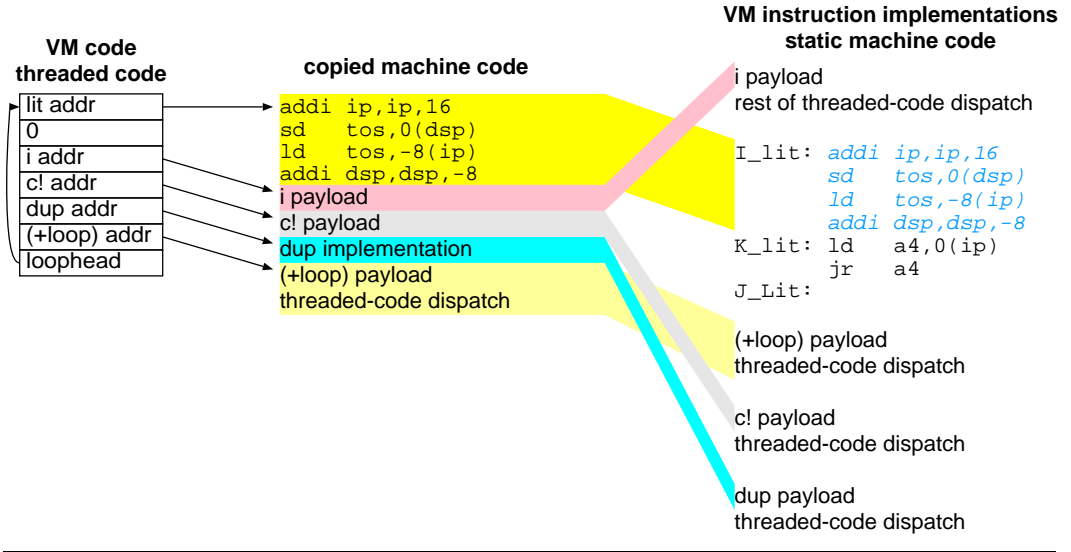 VM code
threaded code
lit addr
0
i addr
c! addr
dup addr
(+loop) addr
loophead
copied machine code
addi ip,ip,16
sd tos,0(dsp)
ld tos,-8(ip)
addi dsp,dsp,-8
i payload
c! payload
dup implementation
(+loop) payload
threaded-code dispatch
VM instruction implementations
static machine code
i payload
rest of threaded-code dispatch
I_lit: addi ip,ip,16
sd tos,0(dsp)
ld tos,-8(ip)
addi dsp,dsp,-8
K_lit: ld a4,0(ip)
jr a4
J_Lit:
(+loop) payload
threaded-code dispatch
c! payload
threaded-code dispatch
dup payload
threaded-code dispatch